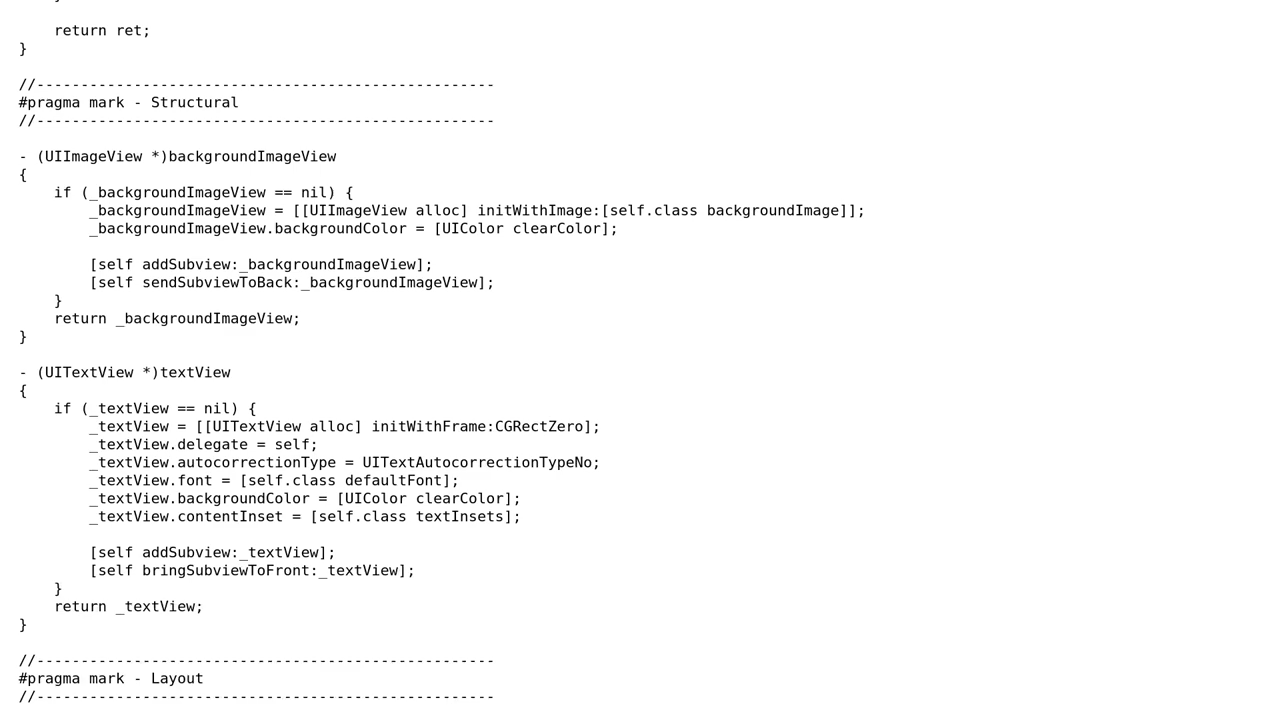 return ret;
}

//----------------------------------------------------
#pragma mark - Structural
//----------------------------------------------------

- (UIImageView *)backgroundImageView
{
    if (_backgroundImageView == nil) {
        _backgroundImageView = [[UIImageView alloc] initWithImage:[self.class backgroundImage]];
        _backgroundImageView.backgroundColor = [UIColor clearColor];

        [self addSubview:_backgroundImageView];
        [self sendSubviewToBack:_backgroundImageView];
    }
    return _backgroundImageView;
}

- (UITextView *)textView
{
    if (_textView == nil) {
        _textView = [[UITextView alloc] initWithFrame:CGRectZero];
        _textView.delegate = self;
        _textView.autocorrectionType = UITextAutocorrectionTypeNo;
        _textView.font = [self.class defaultFont];
        _textView.backgroundColor = [UIColor clearColor];
        _textView.contentInset = [self.class textInsets];

        [self addSubview:_textView];
        [self bringSubviewToFront:_textView];
    }
    return _textView;
}

//----------------------------------------------------
#pragma mark - Layout
//----------------------------------------------------